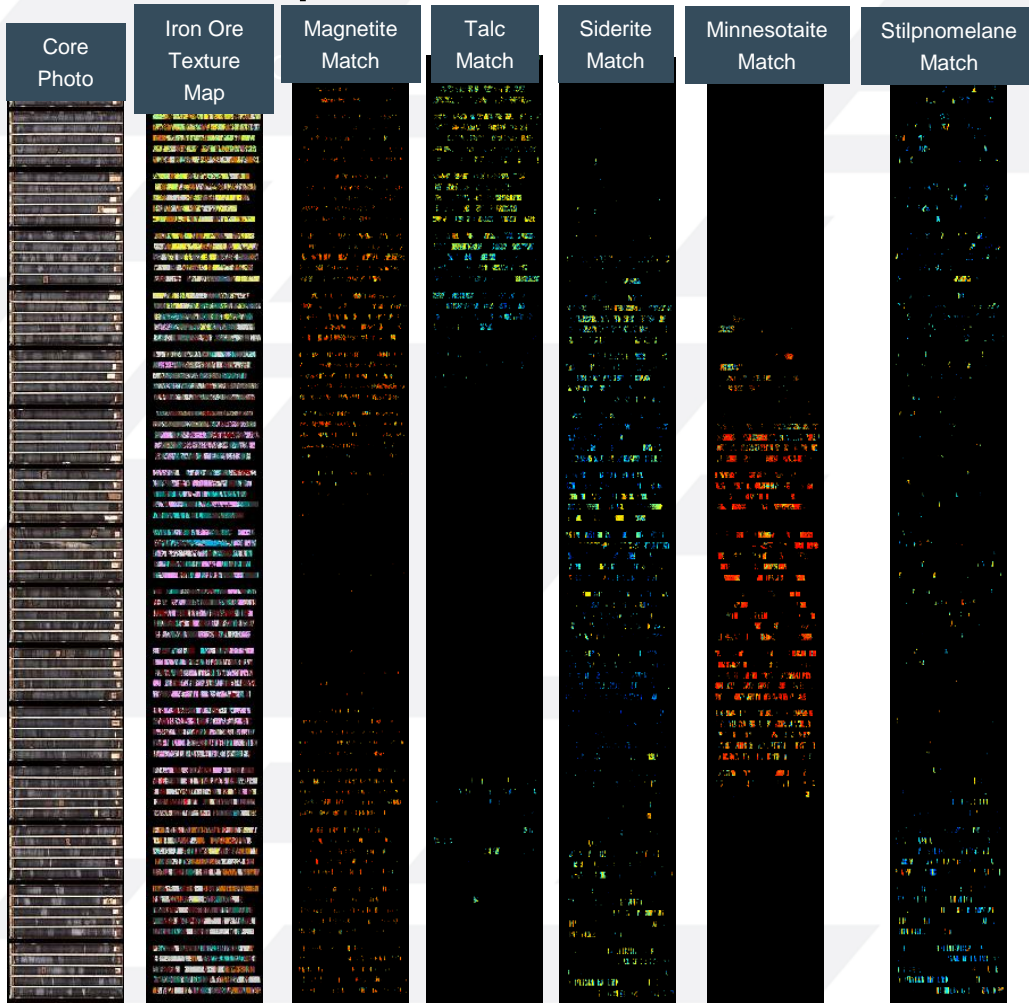 Core
Photo
Iron Ore
Texture
Map
Magnetite
Match
Talc
Match
Siderite
Match
Minnesotaite
Match
Stilpnomelane
Match